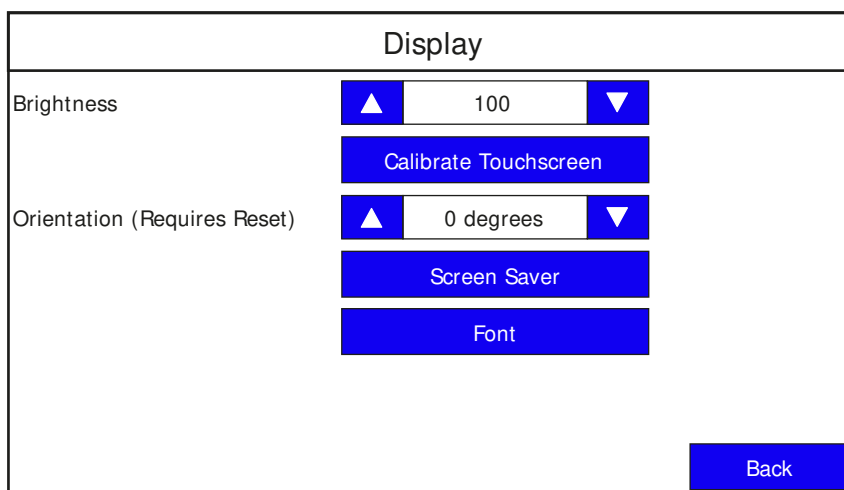 Display
Brightness
100
Calibrate Touchscreen
Orientation (Requires Reset)
0 degrees
Screen Saver
Font
Back